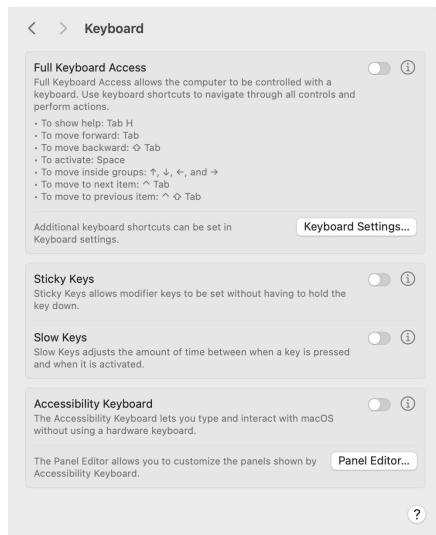 Keyboard
Full Keyboard Access
Full Keyboard Access allows the computer to be controlled with a
keyboard. Use keyboard shortcuts to navigate through all controls and
perform actions.
• To show help: Tab H
• To move forward: Tab
• To move backward: ⇧ Tab
• To activate: Space
• To move inside groups: ↑, ↓, ←, and →
• To move to next item: ^ Tab
• To move to previous item: ^ ⇧ Tab
Additional keyboard shortcuts can be set in
Keyboard settings.
Keyboard Settings...
Sticky Keys
Sticky Keys allows modifier keys to be set without having to hold the
key down.
Slow Keys
Slow Keys adjusts the amount of time between when a key is pressed
and when it is activated.
Accessibility Keyboard
The Accessibility Keyboard lets you type and interact with macOS
without using a hardware keyboard.
The Panel Editor allows you to customize the panels shown by
Accessibility Keyboard.
Panel Editor...
?